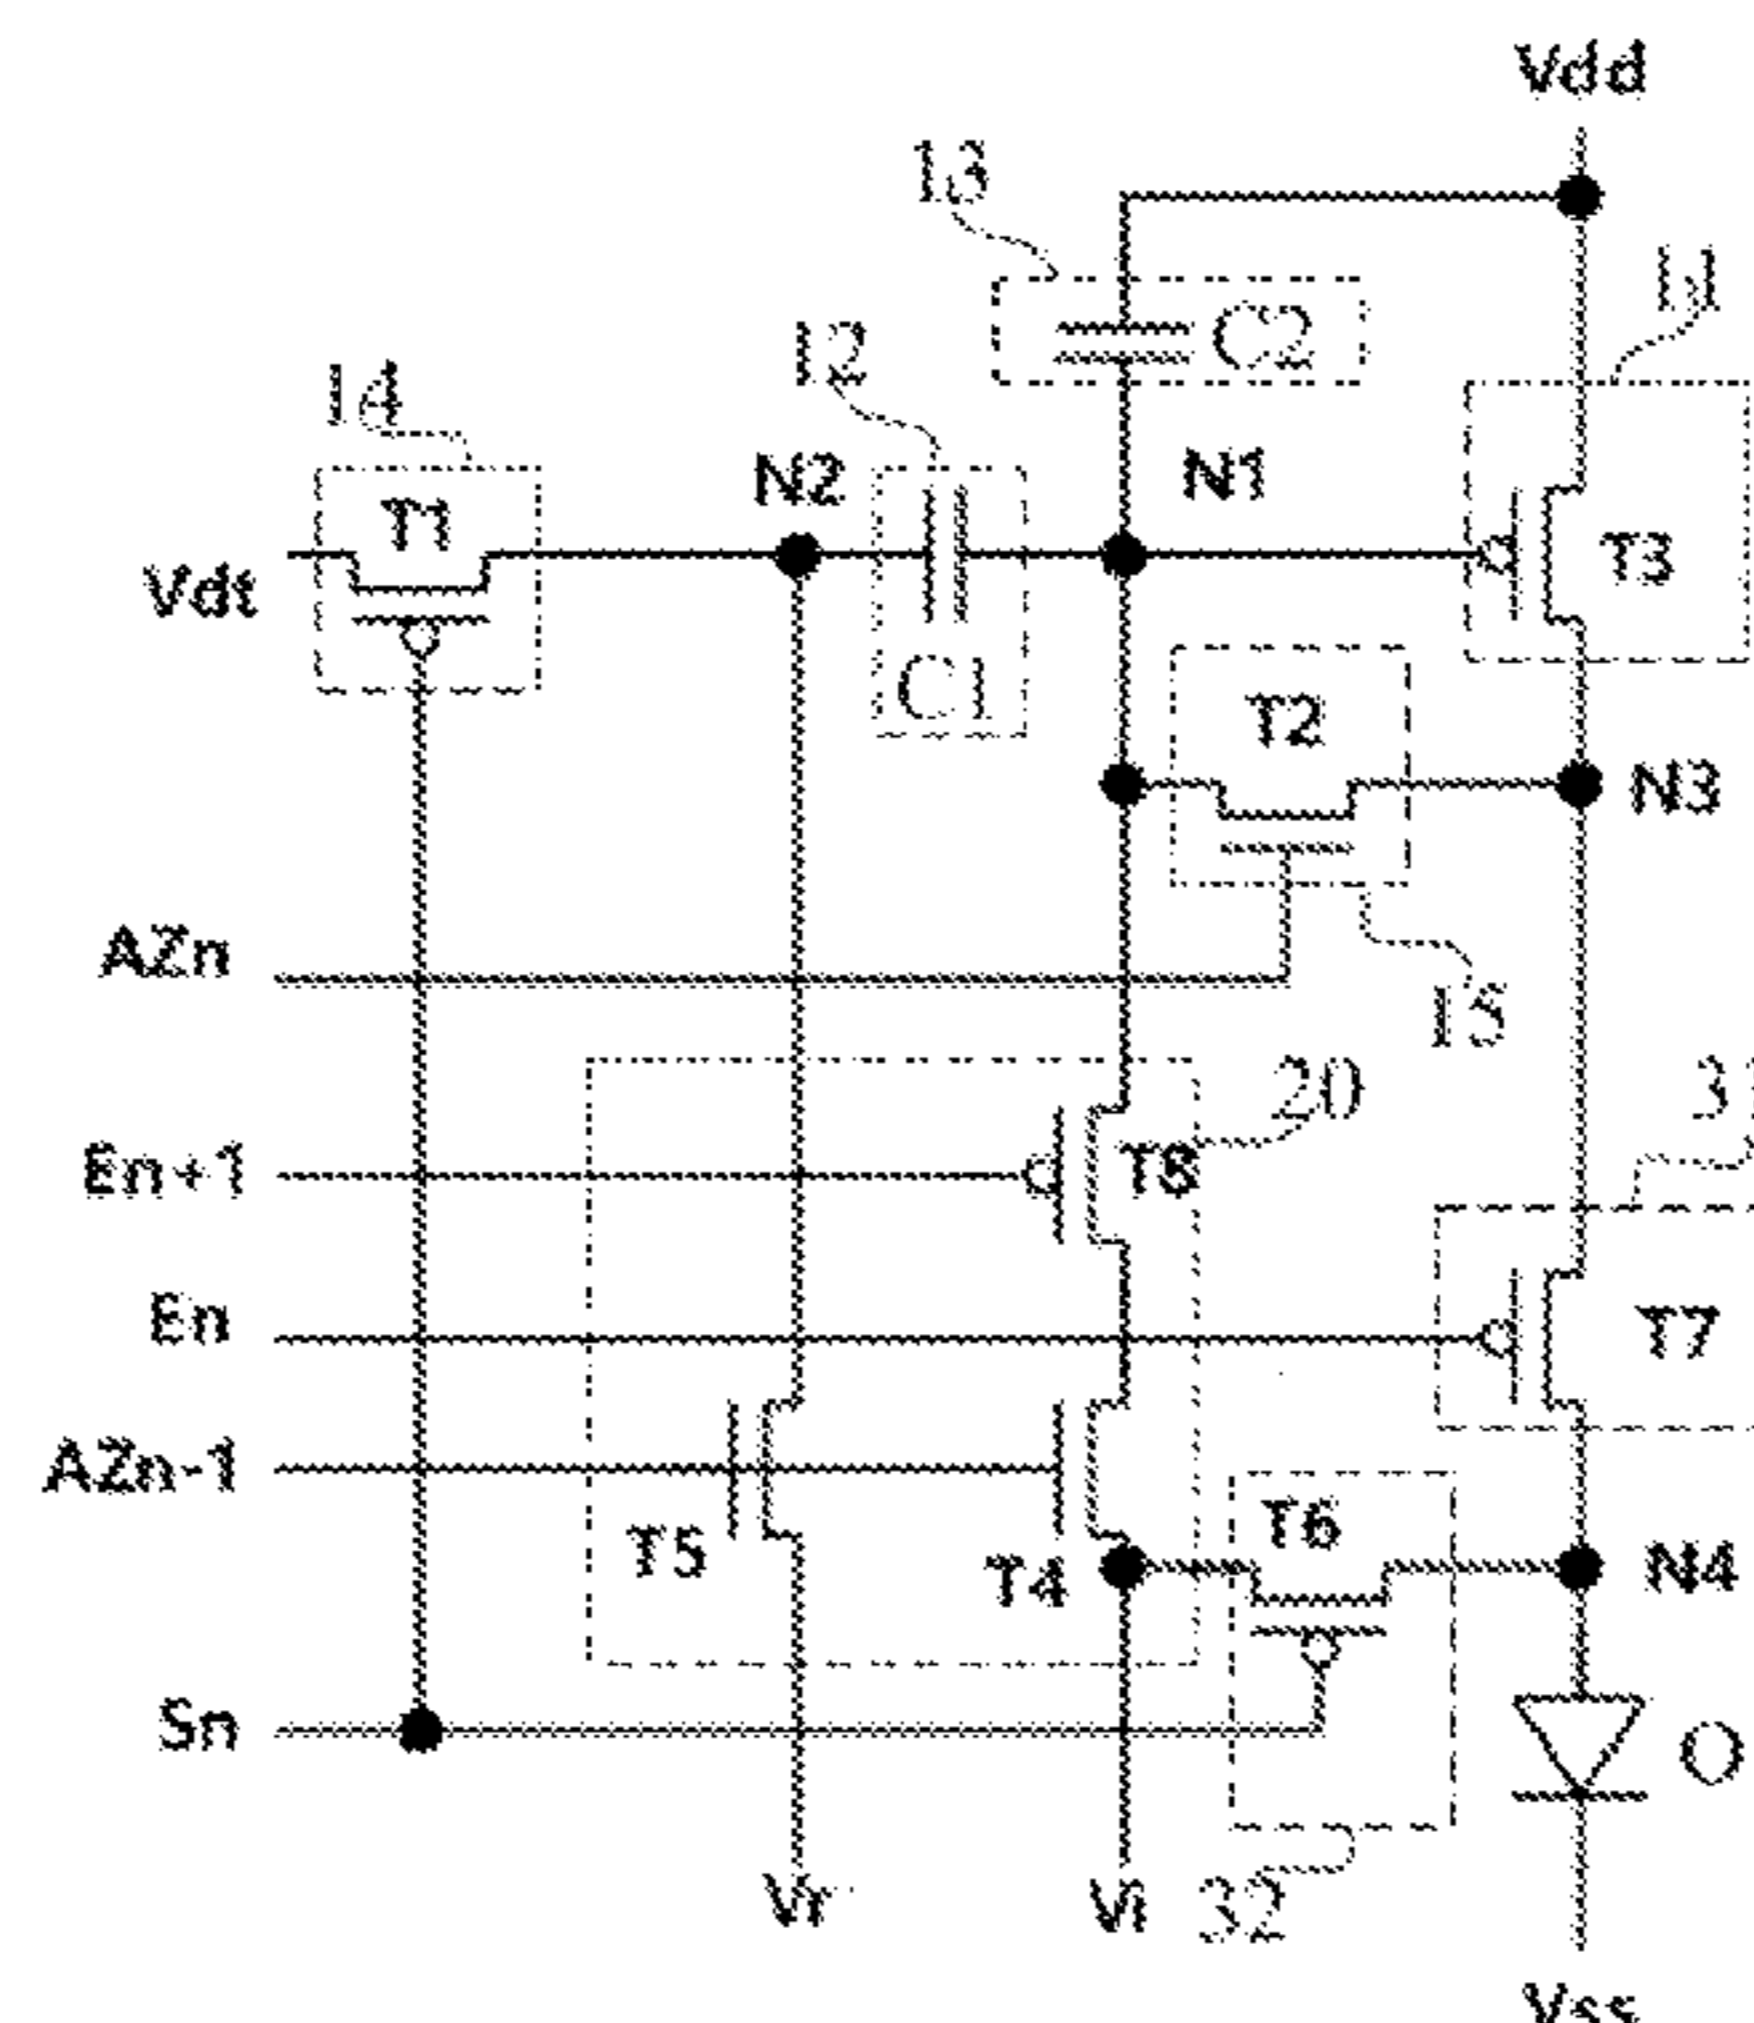 Vdd
13
11
C2
12
14
N2
N1
T1
T3
Vdt
C1
T2
N3
AZn
15
20
En+1
T8
En
T7
AZn-1
T6
T5
T4
N4
Sn
O
Vr
Vi
32
Vss